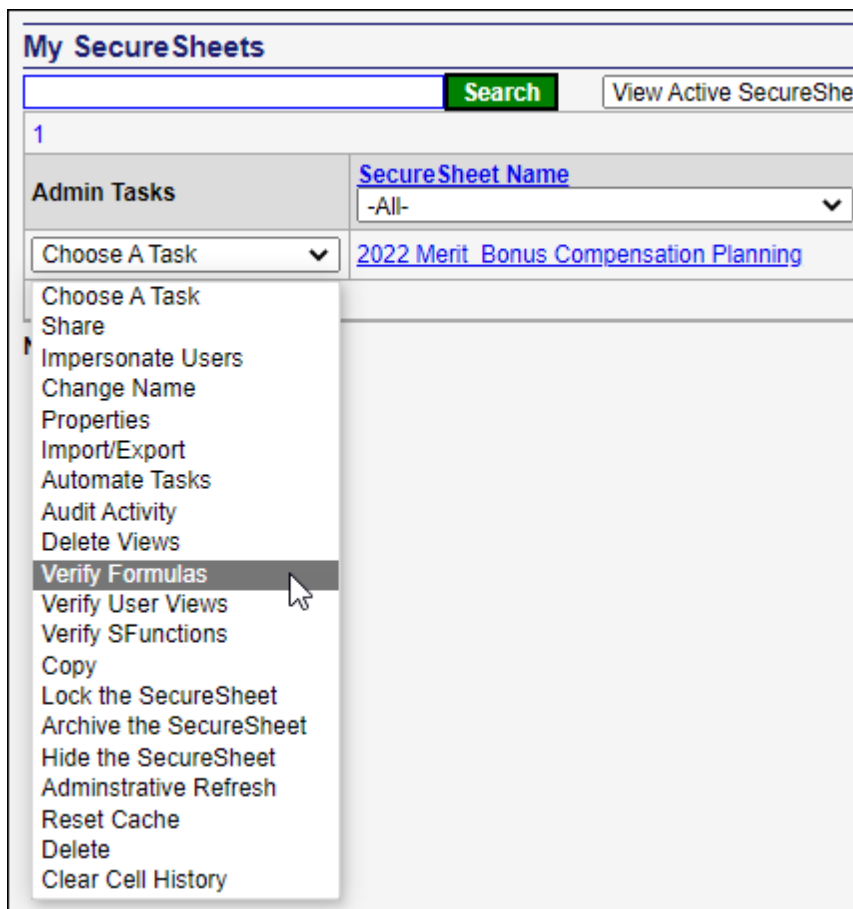 My SecureSheets
Search
View Active SecureShe
1
Admin Tasks
SecureSheet Name
-All-
Choose A Task
2022 Merit Bonus Compensation Planning
Choose A Task
Share
Impersonate Users
Change Name
Properties
Import/Export
Automate Tasks
Audit Activity
Delete Views
Verify Formulas
Verify User Views
Verify SFunctions
Copy
Lock the SecureSheet
Archive the SecureSheet
Hide the SecureSheet
Adminstrative Refresh
Reset Cache
Delete
Clear Cell History